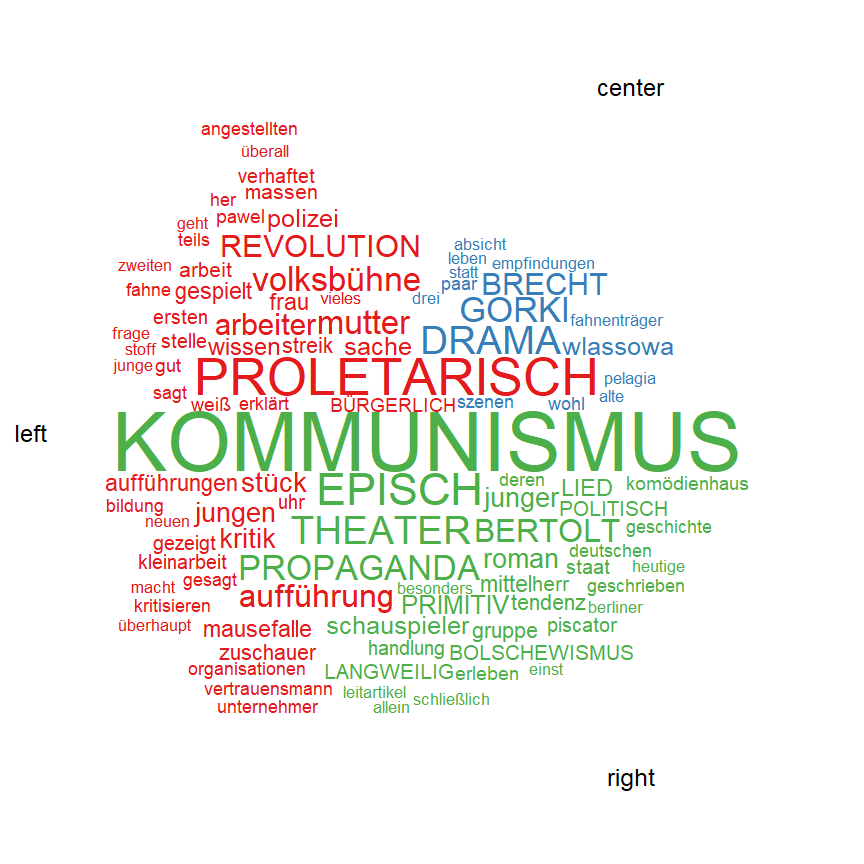 center
angestellten
überall
verhaftet
her massen
geht pawel polizei
teils REVOLUTION absicht
zweiten arbeit volksbühne leben empfindungen
statt
fahne gespielt frau vieles drei paar BRECHT
ersten arbeiter mutter GORKI fahnenträger
frage stelle wissen streik sache DRAMA wlassowa
stoff
junge gut PROLETARISCH pelagia
sagt weiß erklärt BÜRGERLICH szenen wohl alte
left KOMMUNISMUS
aufführungen stück EPISCH deren LIED komödienhaus
bildung uhr junger POLITISCH
neuen jungen THEATER BERTOLT geschichte
gezeigt kritik deutschen
kleinarbeit PROPAGANDA roman staat heutige
macht gesagt besonders mittel herr geschrieben
kritisieren aufführung PRIMITIV tendenz berliner
überhaupt mausefalle schauspieler gruppe piscator
zuschauer handlung BOLSCHEWISMUS
organisationen LANGWEILIG erleben einst
vertrauensmann leitartikel schließlich
unternehmer allein
right